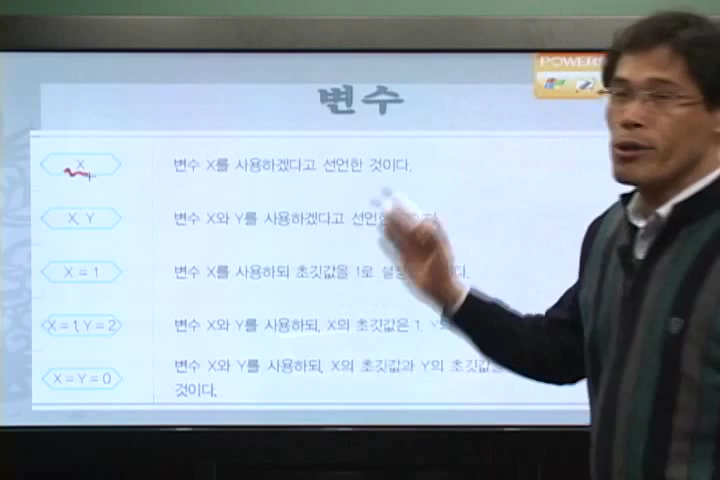 POWERS
변수
X
변수 X를 사용하겠다고 선언한 것이다.
X, Y
변수 X와 Y를 사용하겠다고 선언한
X = 1
변수 X를 사용하되 초깃값을 1로
X = 1, Y = 2
변수 X와 Y를 사용하되, X의 초깃값은 1, Y
X = Y = 0
변수 X와 Y를 사용하되, X의 초깃값과 Y의 초깃값을
것이다.